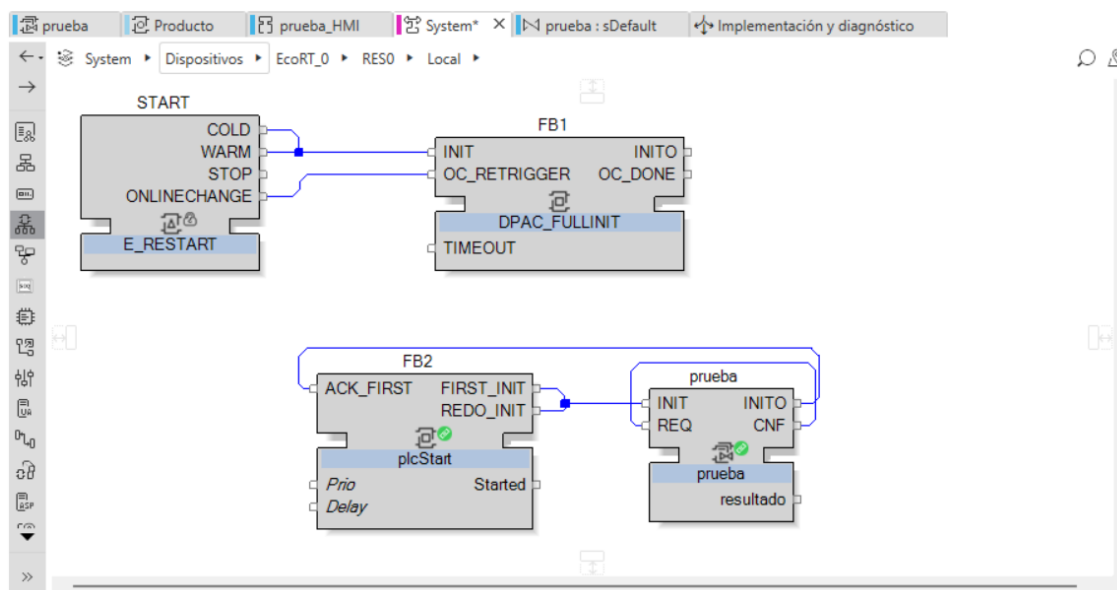 prueba
Producto
prueba_HMI
System*
prueba : sDefault
Implementación y diagnóstico
System
Dispositivos
EcoRT_0
RES0
Local
START
COLD
WARM
STOP
ONLINECHANGE
E_RESTART
FB1
INIT INITO
OC_RETRIGGER OC_DONE
DPAC_FULLINIT
TIMEOUT
FB2
ACK_FIRST FIRST_INIT
REDO_INIT
plcStart
Prio Started
Delay
prueba
INIT INITO
REQ CNF
prueba
resultado